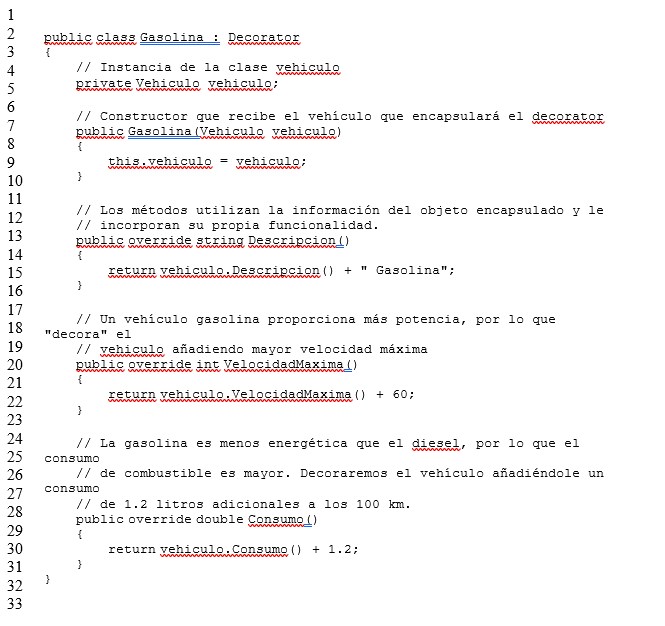 1
2 public class Gasolina : Decorator
3 {
4 // Instancia de la clase vehiculo
5 private Vehiculo vehiculo;
6
7 // Constructor que recibe el vehículo que encapsulará el decorator
public Gasolina(Vehiculo vehiculo)
8 {
9 this.vehiculo = vehiculo;
10 }
11
12 // Los métodos utilizan la información del objeto encapsulado y le
// incorporan su propia funcionalidad.
13 public override string Descripcion()
14 {
15 return vehiculo.Descripcion() + " Gasolina";
16 }
17
18 // Un vehículo gasolina proporciona más potencia, por lo que
"decora" el
19 // vehiculo añadiendo mayor velocidad máxima
20 public override int VelocidadMaxima()
21 {
22 return vehiculo.VelocidadMaxima() + 60;
}
23
24 // La gasolina es menos energética que el diesel, por lo que el
25 consumo
26 // de combustible es mayor. Decoraremos el vehículo añadiéndole un
27 consumo
28 // de 1.2 litros adicionales a los 100 km.
public override double Consumo()
29 {
30 return vehiculo.Consumo() + 1.2;
31 }
32 }
33